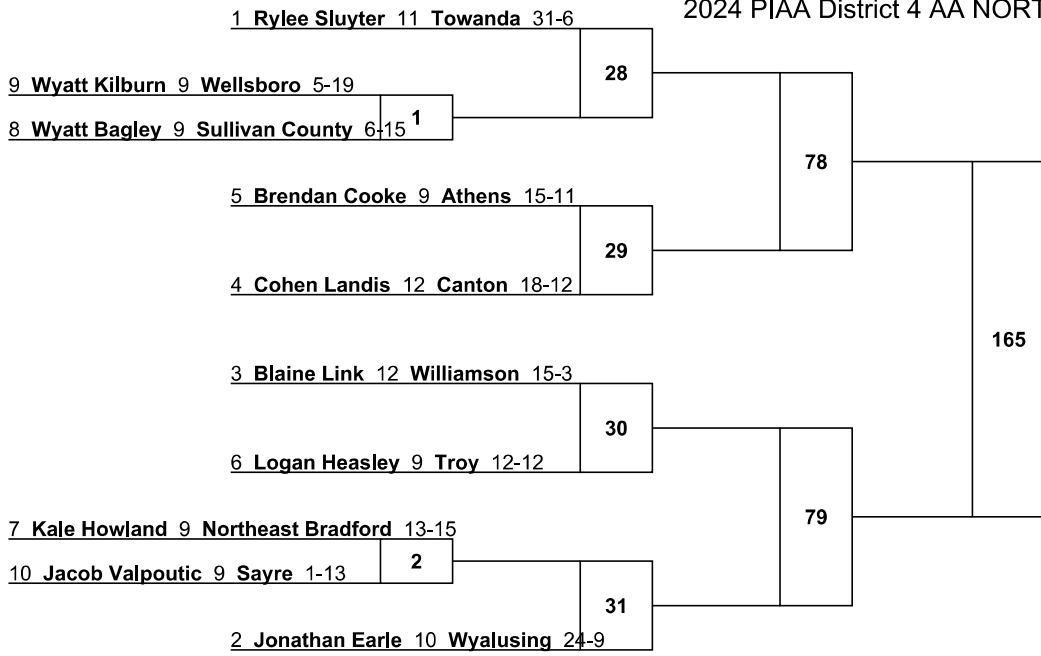 2024 PIAA District 4 AA NORT
1 Rylee Sluyter 11 Towanda 31-6
28
9 Wyatt Kilburn 9 Wellsboro 5-19
1
8 Wyatt Bagley 9 Sullivan County 6-15
78
5 Brendan Cooke 9 Athens 15-11
29
4 Cohen Landis 12 Canton 18-12
165
3 Blaine Link 12 Williamson 15-3
30
6 Logan Heasley 9 Troy 12-12
79
7 Kale Howland 9 Northeast Bradford 13-15
2
10 Jacob Valpoutic 9 Sayre 1-13
31
2 Jonathan Earle 10 Wyalusing 24-9